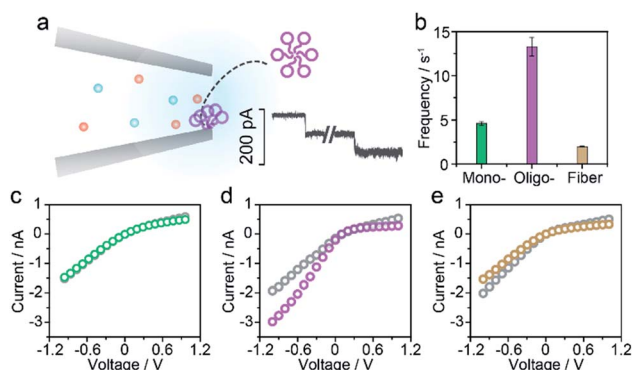 a
200 pA
b
Frequency / s⁻¹
15
10
5
0
Mono- Oligo- Fiber
c
Current / nA
1
0
-1
-2
-3
-1.2 -0.6 0 0.6 1.2
Voltage / V
d
Current / nA
1
0
-1
-2
-3
-1.2 -0.6 0 0.6 1.2
Voltage / V
e
Current / nA
1
0
-1
-2
-3
-1.2 -0.6 0 0.6 1.2
Voltage / V